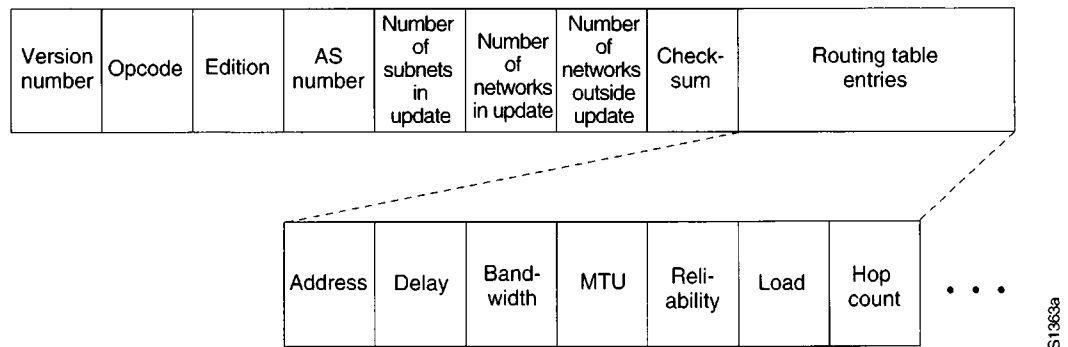 Version
number
Opcode
Edition
AS
number
Number
of
subnets
in
update
Number
of
networks
in update
Number
of
networks
outside
update
Check-
sum
Routing table
entries
Address
Delay
Band-
width
MTU
Reli-
ability
Load
Hop
count
• • •
S1363a